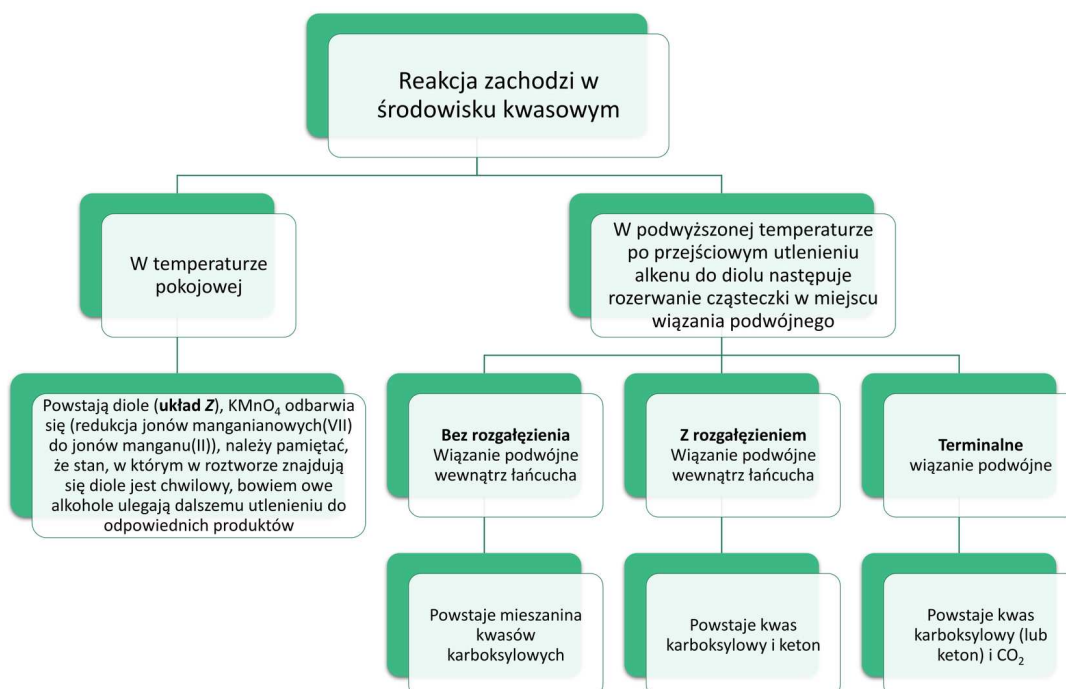 Reakcja zachodzi w
środowisku kwasowym
W temperaturze
pokojowej
W podwyższonej temperaturze
po przejściowym utlenieniu
alkenu do diolu następuje
rozerwanie cząsteczki w miejscu
wiązania podwójnego
Powstają diole (układ Z), KMnO₄ odbarwia
się (redukcja jonów manganianowych(VII)
do jonów manganu(II)), należy pamiętać,
że stan, w którym w roztworze znajdują
się diole jest chwilowy, bowiem owe
alkohole ulegają dalszemu utlenieniu do
odpowiednich produktów
Bez rozgałęzienia
Wiązanie podwójne
wewnątrz łańcucha
Z rozgałęzieniem
Wiązanie podwójne
wewnątrz łańcucha
Terminalne
wiązanie podwójne
Powstaje mieszanina
kwasów
karboksylowych
Powstaje kwas
karboksylowy i keton
Powstaje kwas
karboksylowy (lub
keton) i CO₂